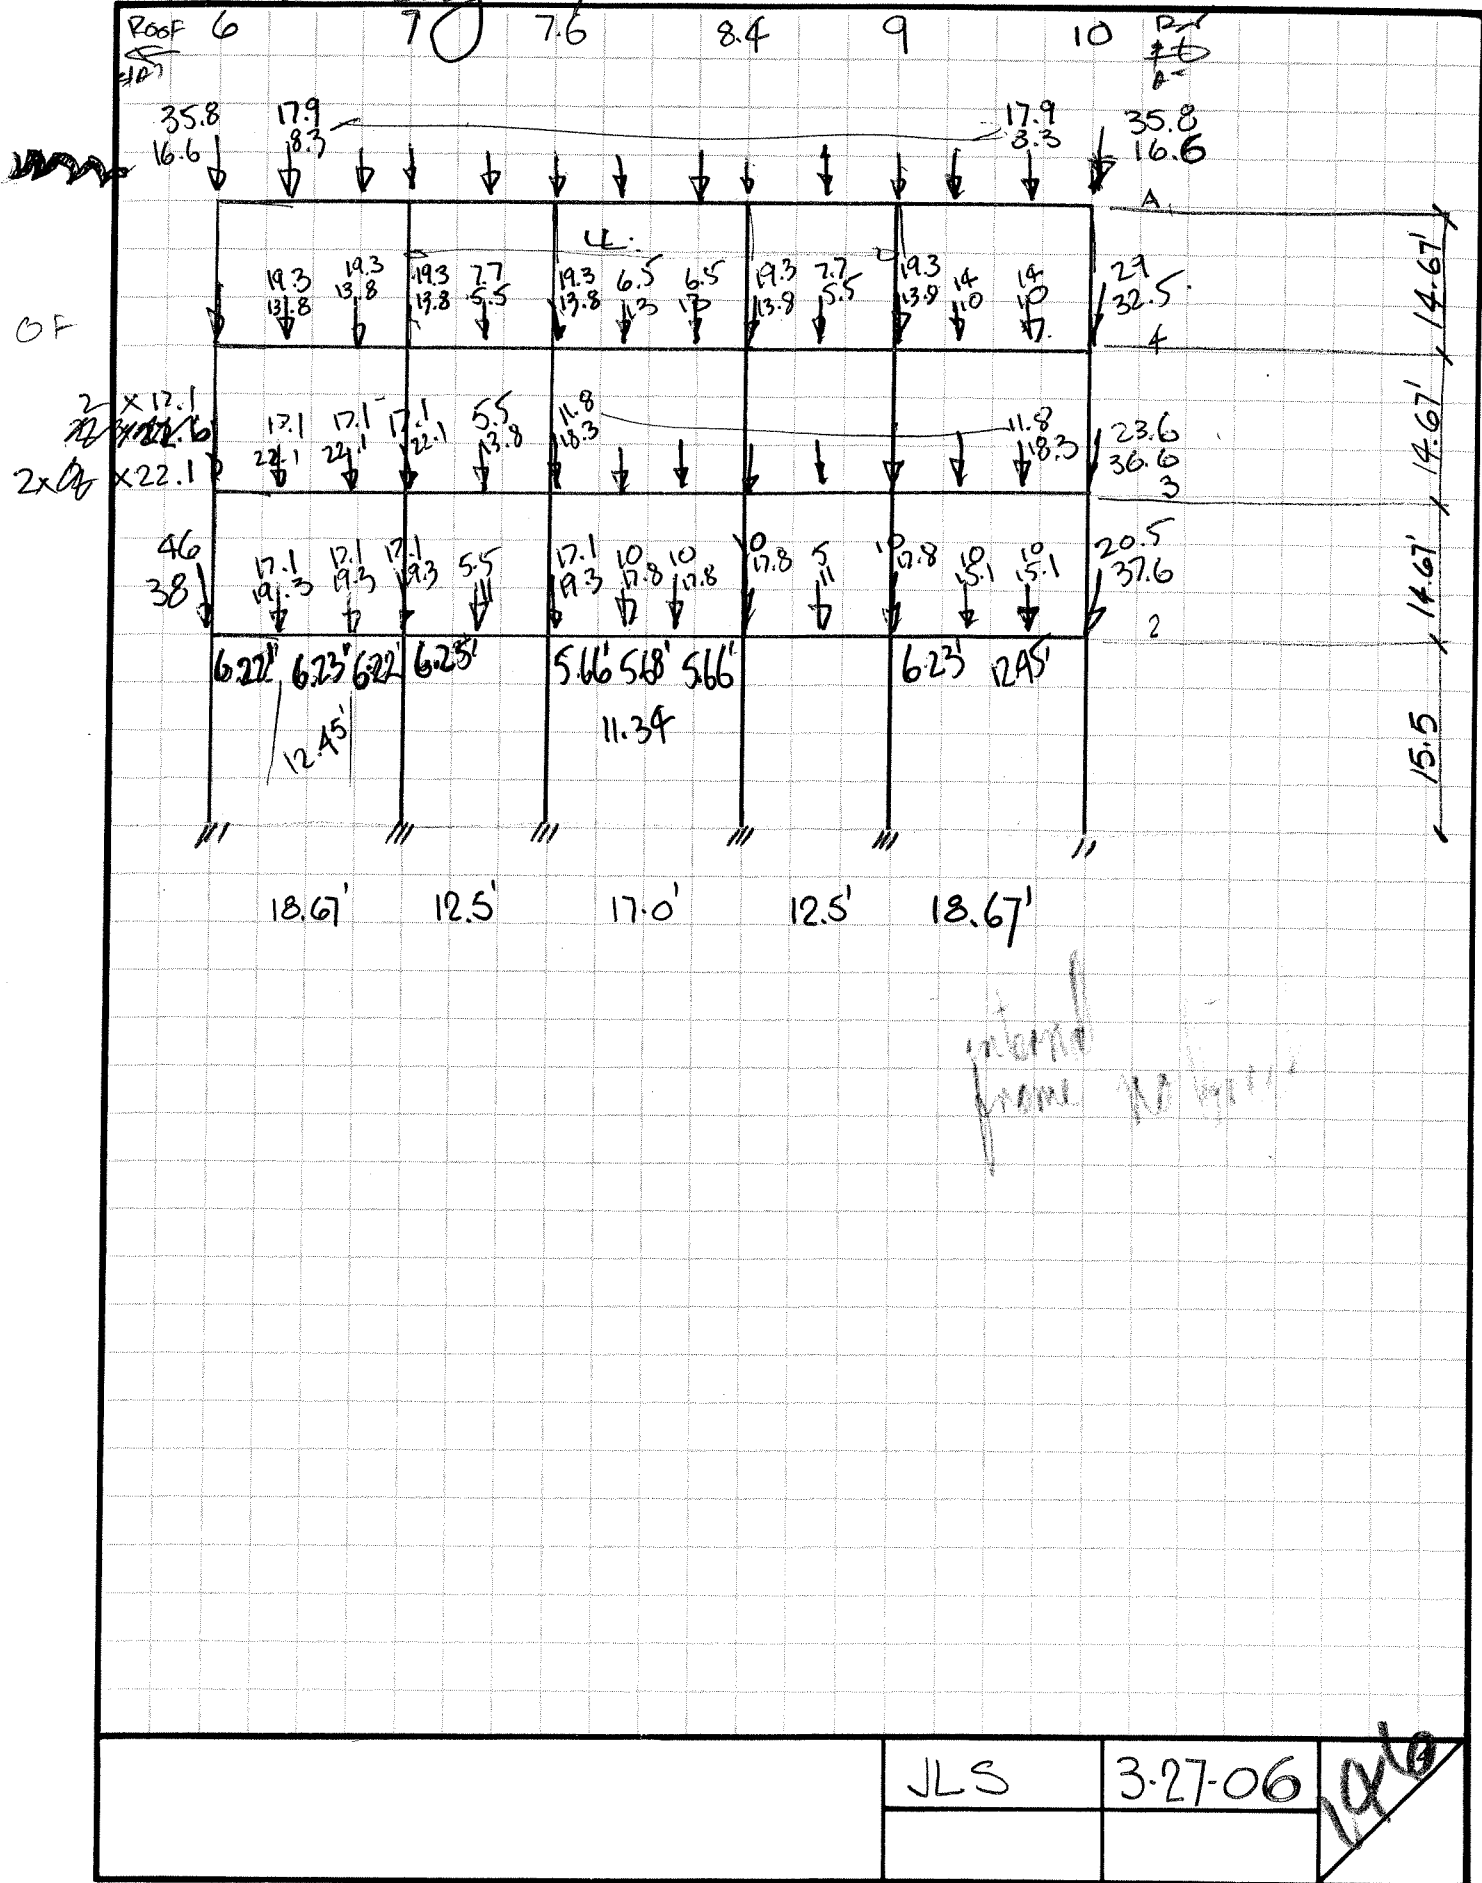 ROOF 6 7 7.6 8.4 9 10
35.8 17.9 17.9 35.8
16.6 8.3 8.3 16.6
A
LL
19.3 19.3 19.3 7.7 19.3 6.5 6.5 19.3 7.7 19.3 14 14 29
13.8 13.8 13.8 5.5 13.8 13 13 13.8 5.5 13.8 10 10 32.5
OF
4
14.67'
2 x 17.1
17.1 17.1 17.1 5.5 11.8 11.8 23.6
2x x22.1 22.1 22.1 22.1 13.8 18.3 18.3 36.6
3
14.67'
46 17.1 17.1 17.1 5.5 17.1 10 10 10 5 10 10 10 20.5
38 19.3 19.3 19.3 11 19.3 17.8 17.8 17.8 11 17.8 15.1 15.1 37.6
2
14.67'
6.22' 6.23' 6.22' 6.23' 5.66' 5.68' 5.66' 6.23' 12.45'
12.45' 11.34
15.5
18.67' 12.5' 17.0' 12.5' 18.67'
internal
frame no
JLS 3-27-06